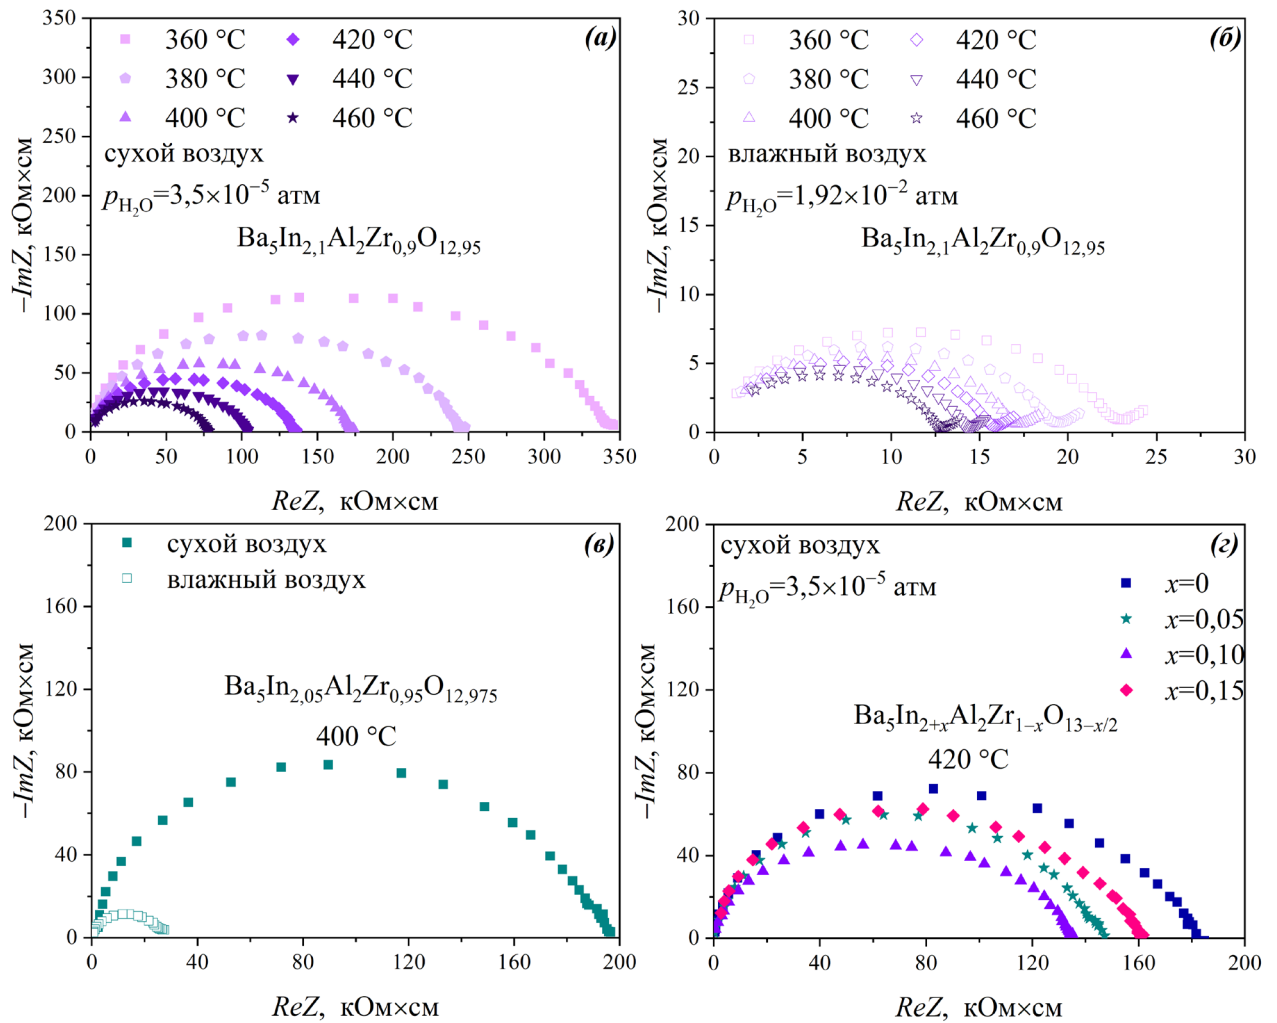 (а)
360 °C 420 °C
380 °C 440 °C
400 °C 460 °C
сухой воздух
pH₂O=3,5×10⁻⁵ атм
Ba₅In₂,₁Al₂Zr₀,₉O₁₂,₉₅
–ImZ, кОм×см
350
300
250
200
150
100
50
0
0 50 100 150 200 250 300 350
ReZ, кОм×см
(б)
360 °C 420 °C
380 °C 440 °C
400 °C 460 °C
влажный воздух
pH₂O=1,92×10⁻² атм
Ba₅In₂,₁Al₂Zr₀,₉O₁₂,₉₅
–ImZ, кОм×см
30
25
20
15
10
5
0
0 5 10 15 20 25 30
ReZ, кОм×см
(в)
сухой воздух
влажный воздух
Ba₅In₂,₀₅Al₂Zr₀,₉₅O₁₂,₉₇₅
400 °C
–ImZ, кОм×см
200
160
120
80
40
0
0 40 80 120 160 200
ReZ, кОм×см
(г)
сухой воздух
pH₂O=3,5×10⁻⁵ атм
x=0
x=0,05
x=0,10
x=0,15
Ba₅In₂₊ₓAl₂Zr₁₋ₓO₁₃₋ₓ/₂
420 °C
–ImZ, кОм×см
200
160
120
80
40
0
0 40 80 120 160 200
ReZ, кОм×см